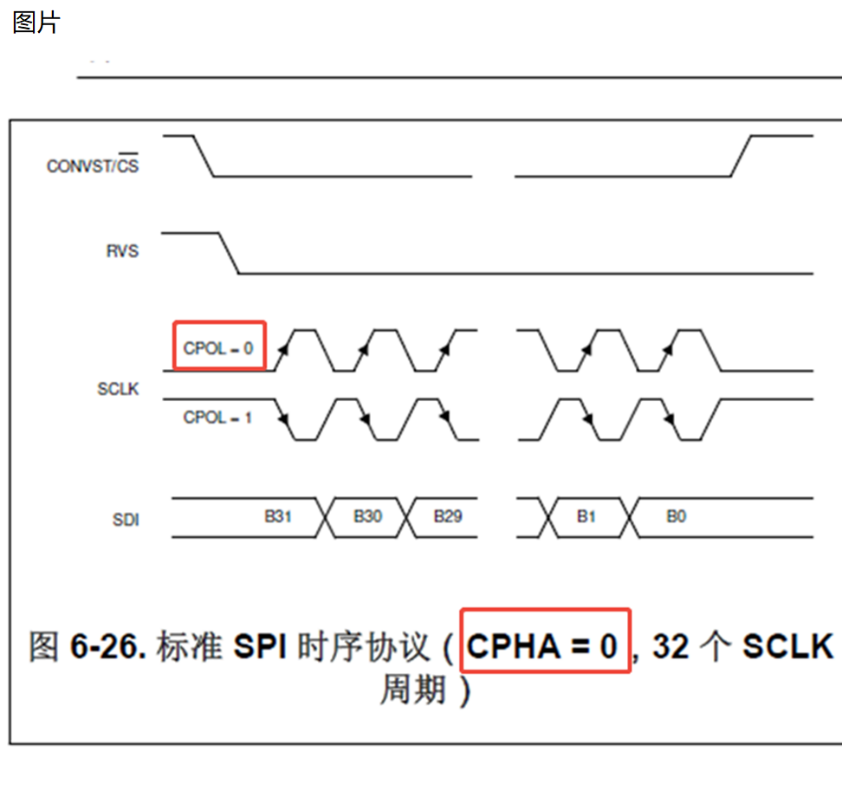 图片
CONVST/CS
RVS
CPOL = 0
SCLK
CPOL = 1
SDI
B31 B30 B29 B1 B0
图 6-26. 标准 SPI 时序协议 ( CPHA = 0 , 32 个 SCLK
周期 )